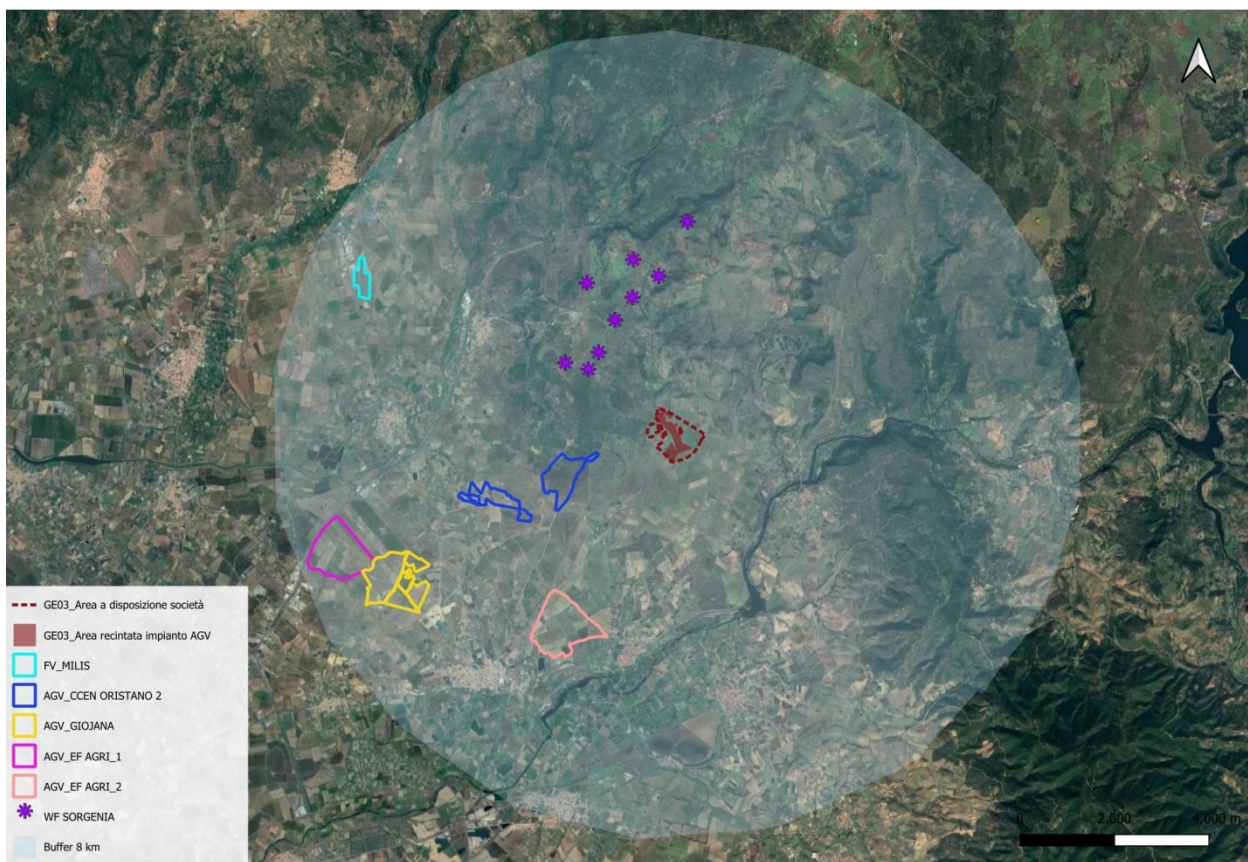 GE03_Area a disposizione società
GE03_Area recintata impianto AGV
FV_MILIS
AGV_CCEN ORISTANO 2
AGV_GIOJANA
AGV_EF AGRI_1
AGV_EF AGRI_2
WF SORGENIA
Buffer 8 km
0 2.000 4.000 m